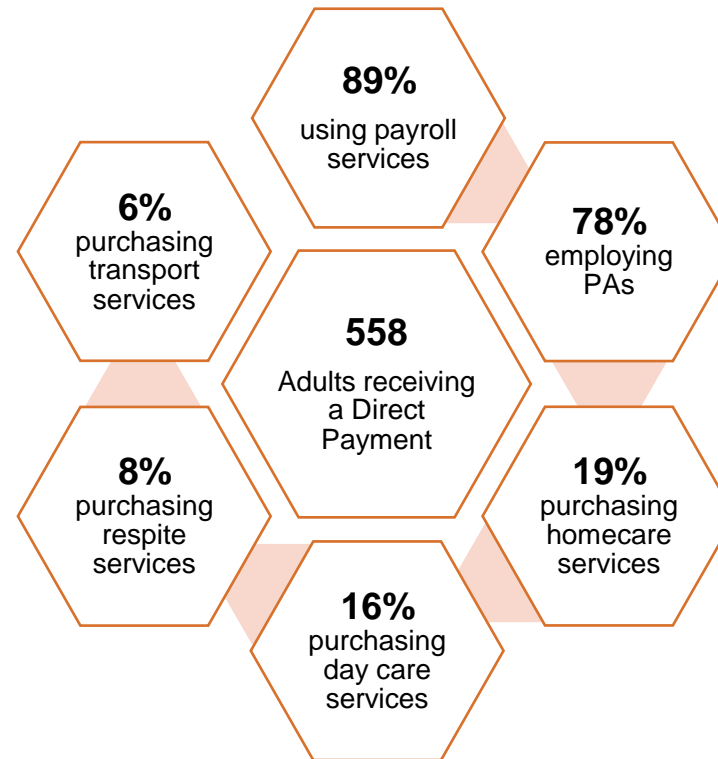 89%
using payroll
services
78%
employing
PAs
19%
purchasing
homecare
services
16%
purchasing
day care
services
8%
purchasing
respite
services
6%
purchasing
transport
services
558
Adults receiving
a Direct
Payment